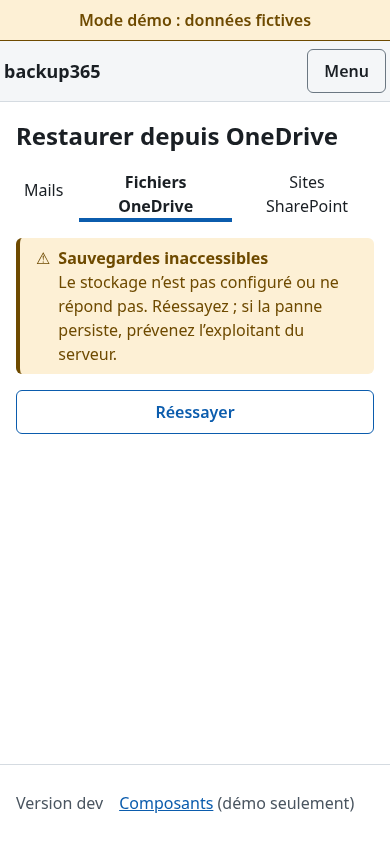 Mode démo : données fictives
backup365
Menu
Restaurer depuis OneDrive
Mails
Fichiers
OneDrive
Sites
SharePoint
⚠ Sauvegardes inaccessibles
Le stockage n’est pas configuré ou ne
répond pas. Réessayez ; si la panne
persiste, prévenez l’exploitant du
serveur.
Réessayer
Version dev Composants (démo seulement)